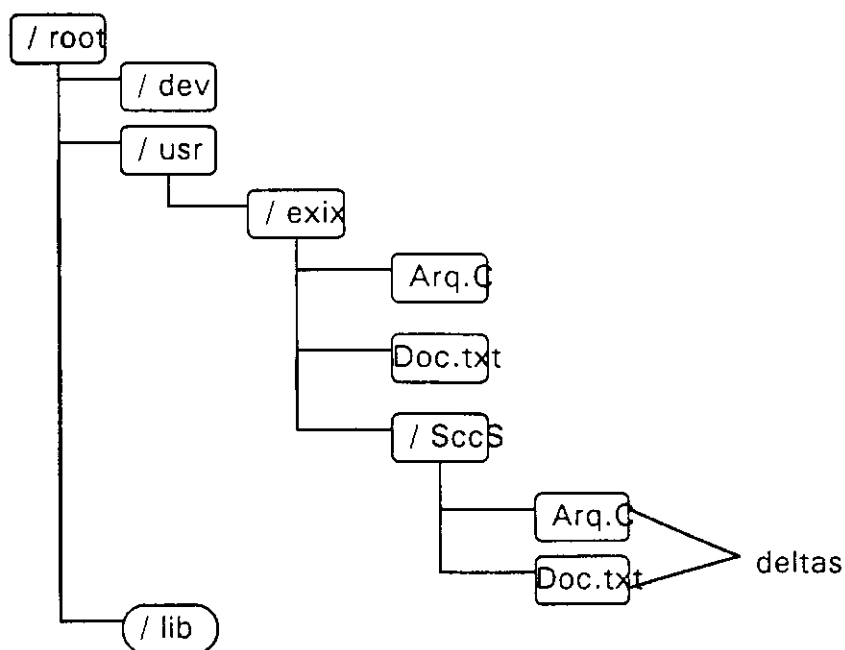 / root
/ dev
/ usr
/ exix
Arq.C
Doc.txt
/ SccS
Arq.C
Doc.txt
deltas
/ lib